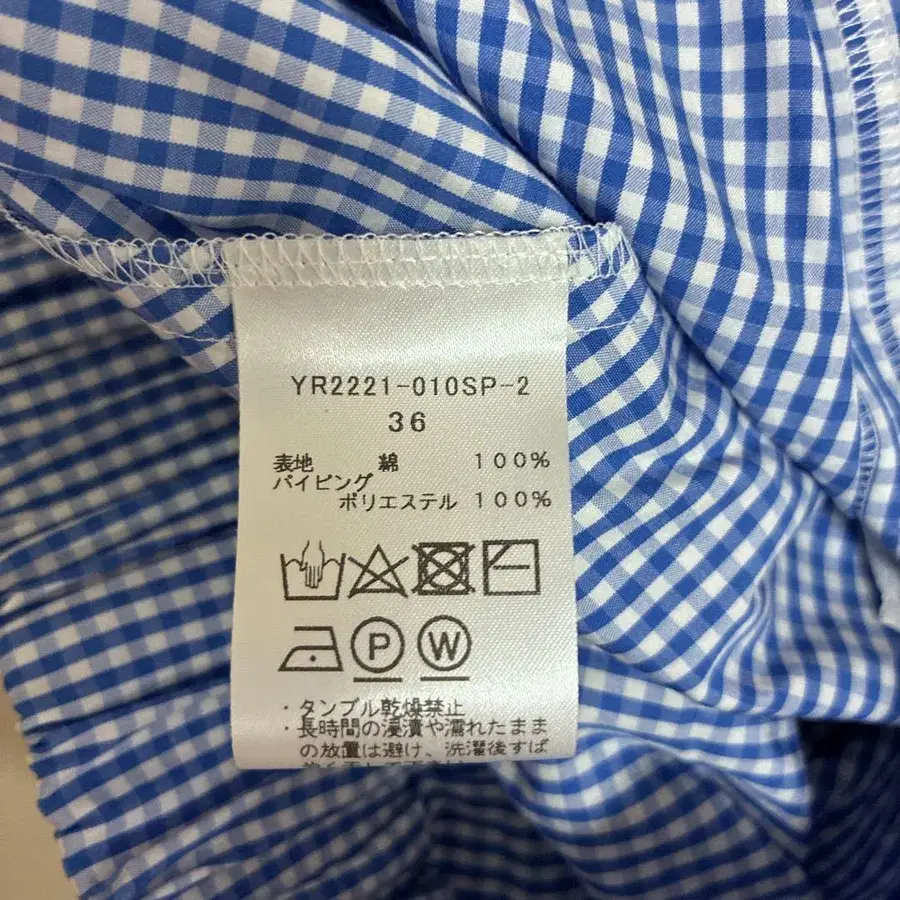 YR2221-010SP-2
36
表地 綿 100%
パイピング
ポリエステル 100%
P W
・タンブル乾燥禁止
・長時間の浸漬や濡れたまま
の放置は避け、洗濯後すぐ